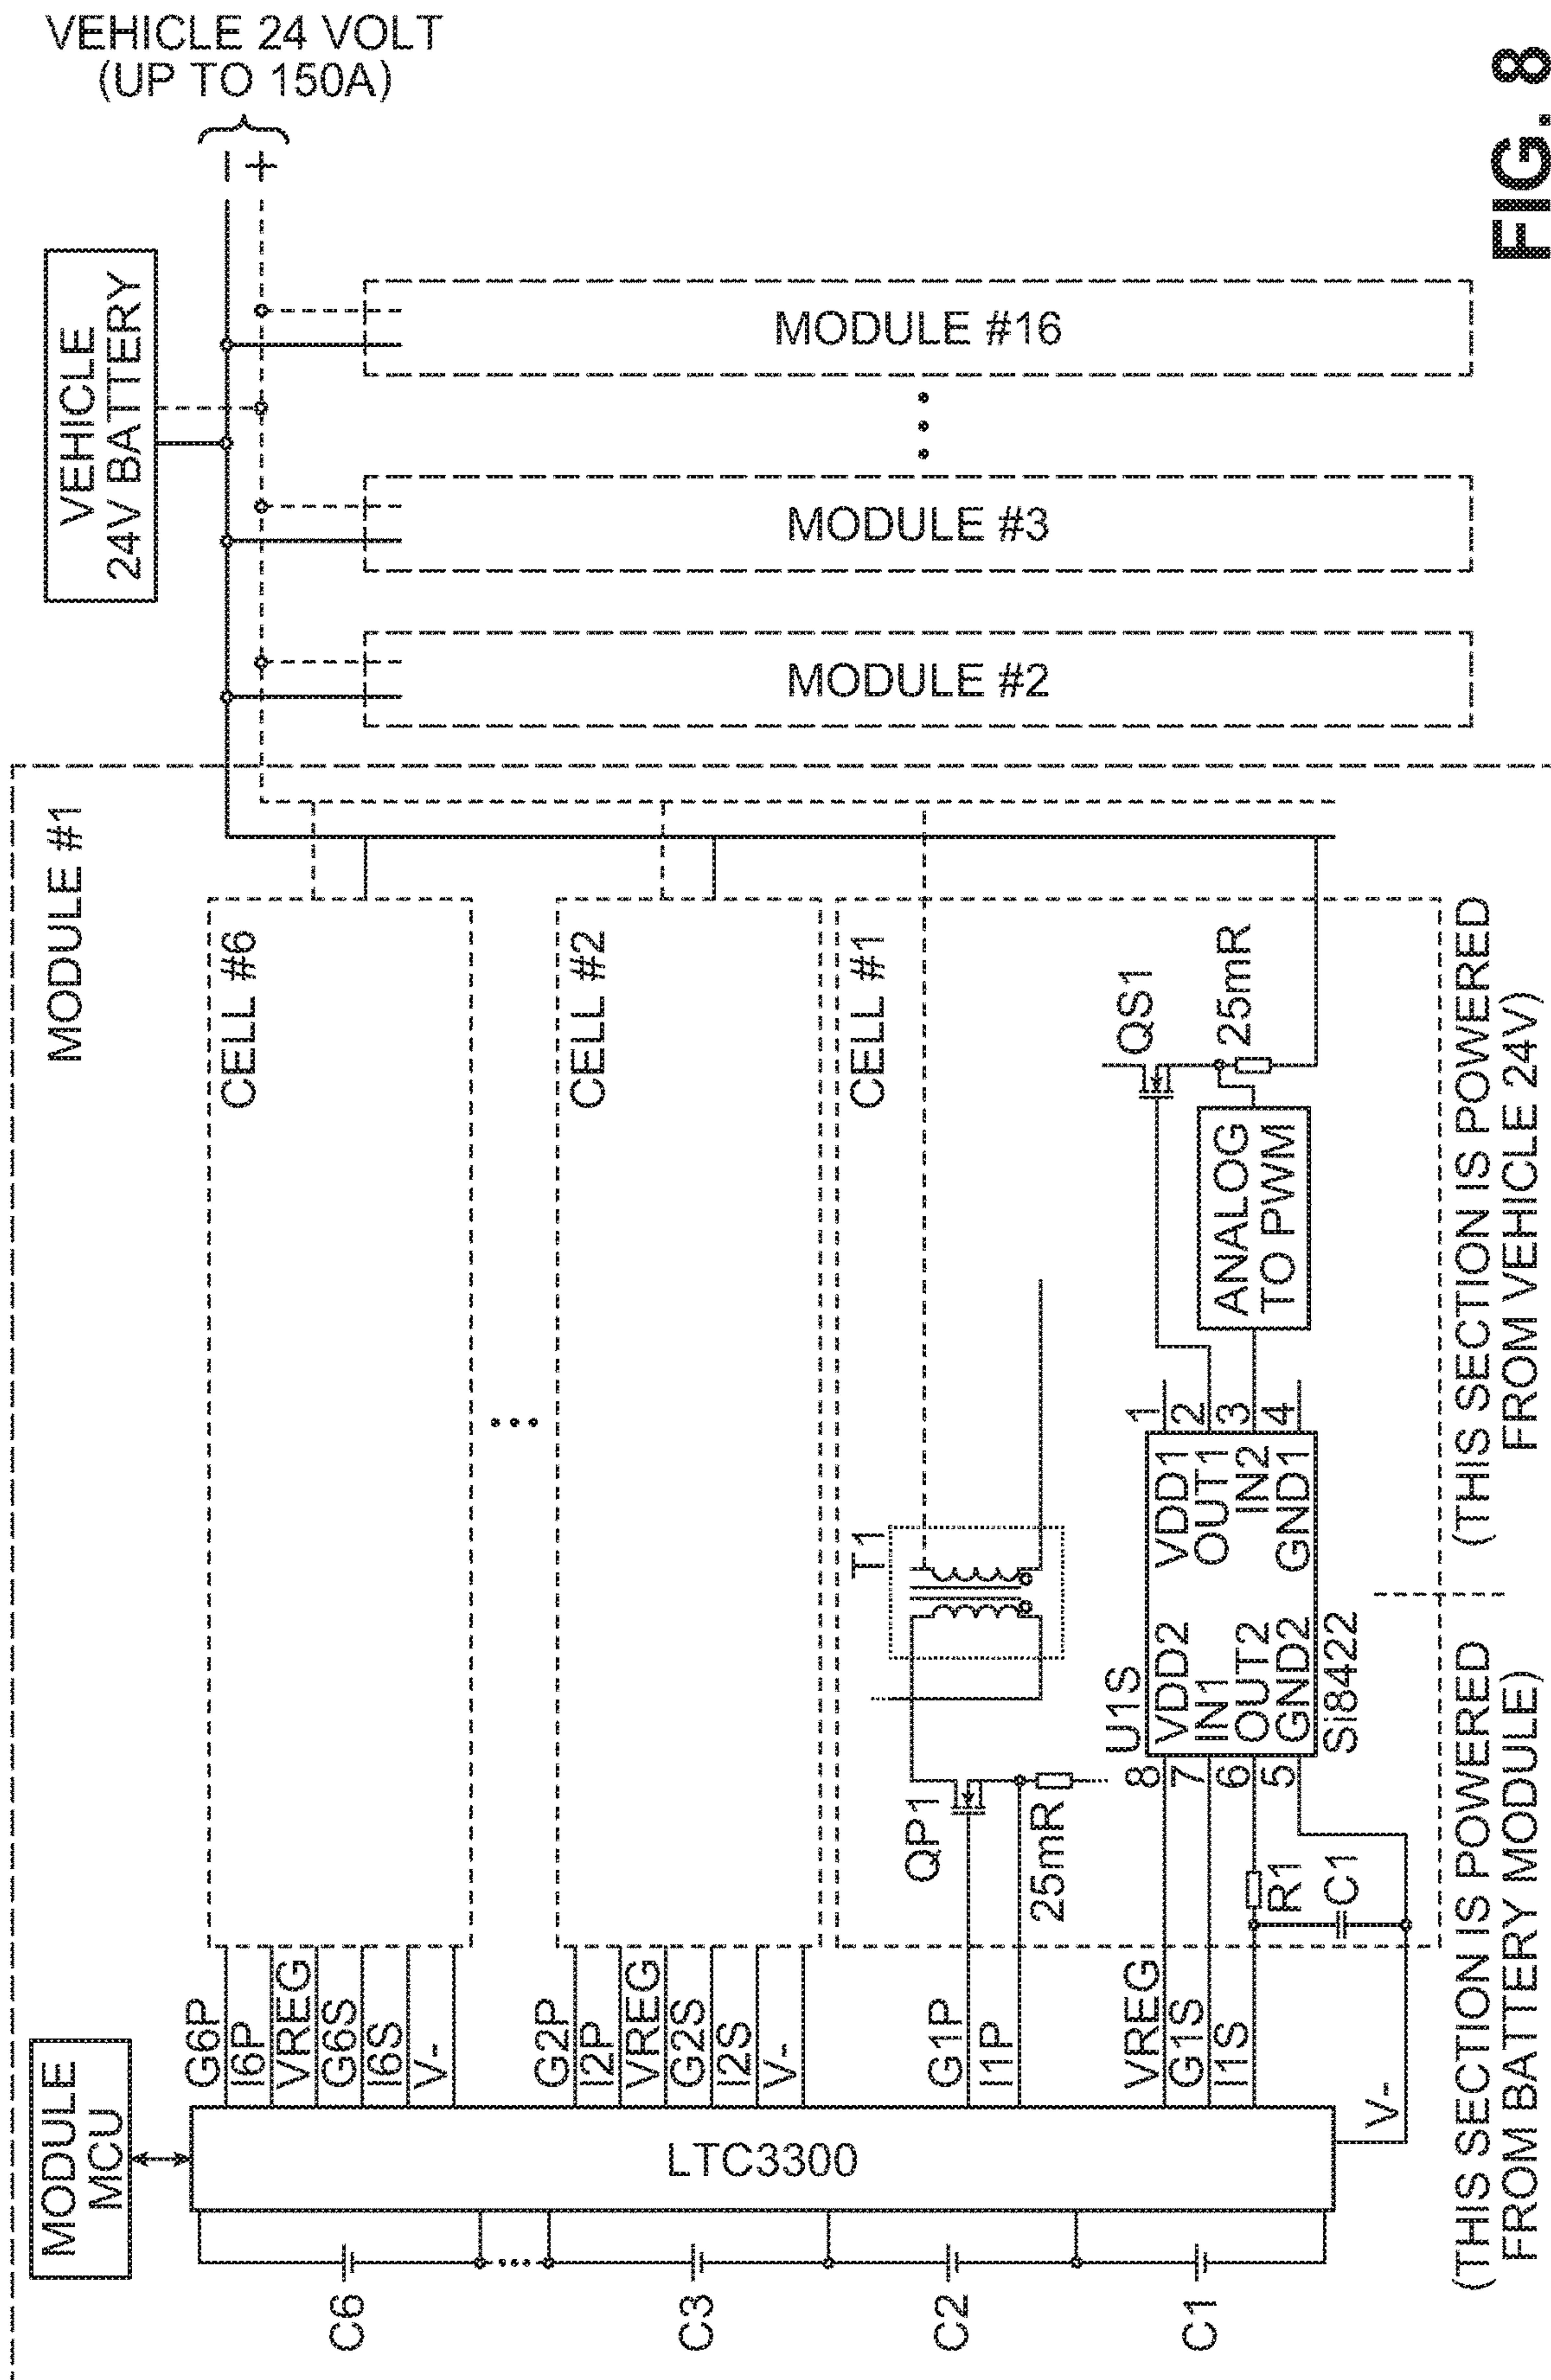 VEHICLE 24 VOLT
(UP TO 150A)
FIG. 8
VEHICLE
24V BATTERY
−
+
MODULE #16
MODULE #3
MODULE #2
MODULE #1
CELL #6
CELL #2
CELL #1
QS1
25mR
ANALOG
TO PWM
T1
1
2
3
4
VDD1
OUT1
IN2
GND1
U1S
VDD2
IN1
OUT2
GND2
Si8422
8
7
6
5
QP1
25mR
R1
C1
G6P
I6P
VREG
G6S
I6S
V-
G2P
I2P
VREG
G2S
I2S
V-
G1P
I1P
VREG
G1S
I1S
V-
MODULE
MCU
LTC3300
C6
C3
C2
C1
(THIS SECTION IS POWERED
FROM VEHICLE 24V)
(THIS SECTION IS POWERED
FROM BATTERY MODULE)